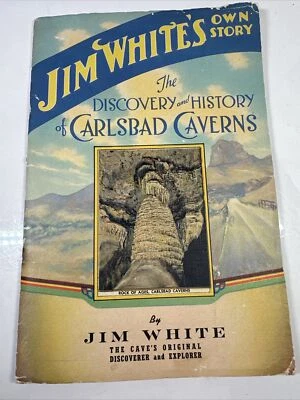 JIM WHITE'S
OWN
STORY
The
DISCOVERY and HISTORY
of CARLSBAD CAVERNS
ROCK OF AGES, CARLSBAD CAVERNS
By
JIM WHITE
THE CAVE'S ORIGINAL
DISCOVERER and EXPLORER